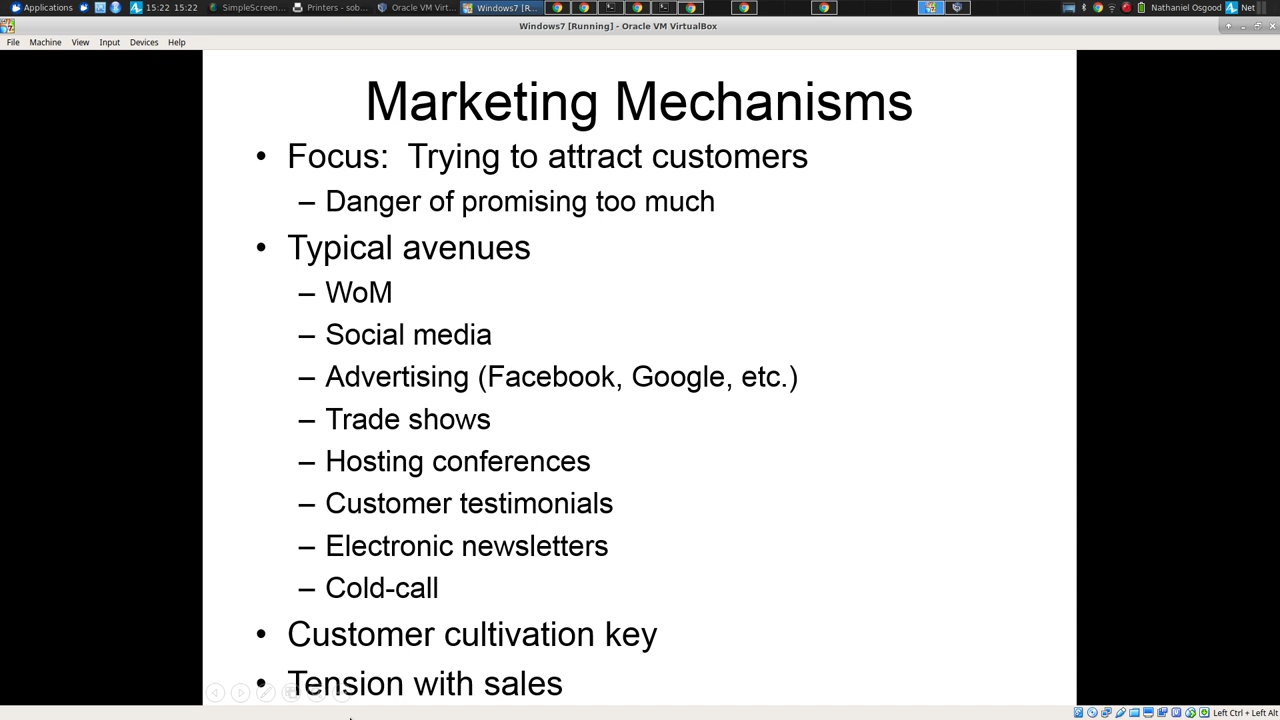 Applications
15:22 15:22
SimpleScreen...
Printers - sob...
Oracle VM Virt...
Windows7 [R...
Nathaniel Osgood
Net
Windows7 [Running] - Oracle VM VirtualBox
File Machine View Input Devices Help
Marketing Mechanisms
• Focus: Trying to attract customers
– Danger of promising too much
• Typical avenues
– WoM
– Social media
– Advertising (Facebook, Google, etc.)
– Trade shows
– Hosting conferences
– Customer testimonials
– Electronic newsletters
– Cold-call
• Customer cultivation key
• Tension with sales
Left Ctrl + Left Alt